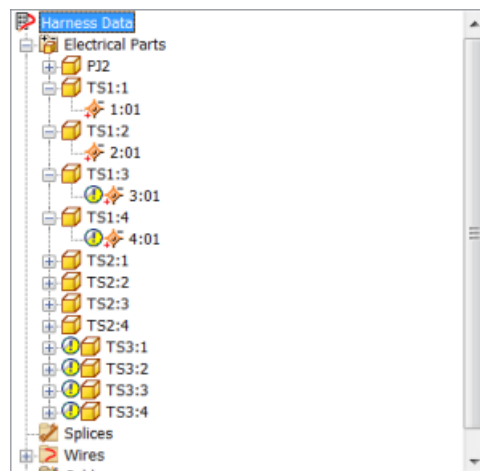 Harness Data
Electrical Parts
PJ2
TS1:1
1:01
TS1:2
2:01
TS1:3
3:01
TS1:4
4:01
TS2:1
TS2:2
TS2:3
TS2:4
TS3:1
TS3:2
TS3:3
TS3:4
Splices
Wires